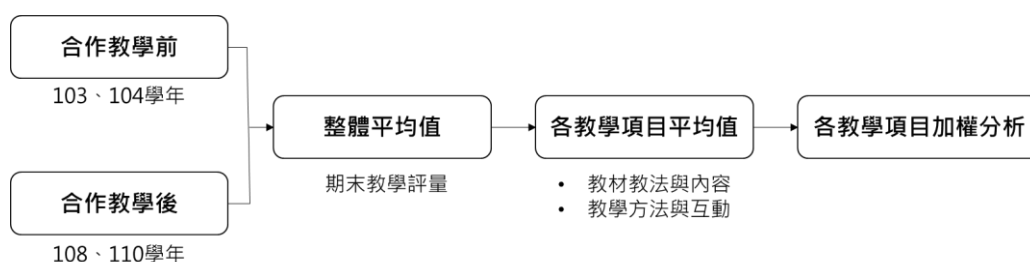 合作教學前
103、104學年
整體平均值
各教學項目平均值
各教學項目加權分析
期末教學評量
• 教材教法與內容
• 教學方法與互動
合作教學後
108、110學年